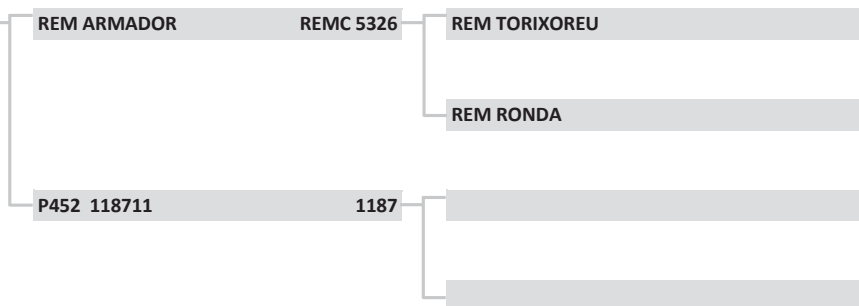 REM ARMADOR REMC 5326 REM TORIXOREU
REM RONDA
P452 118711 1187